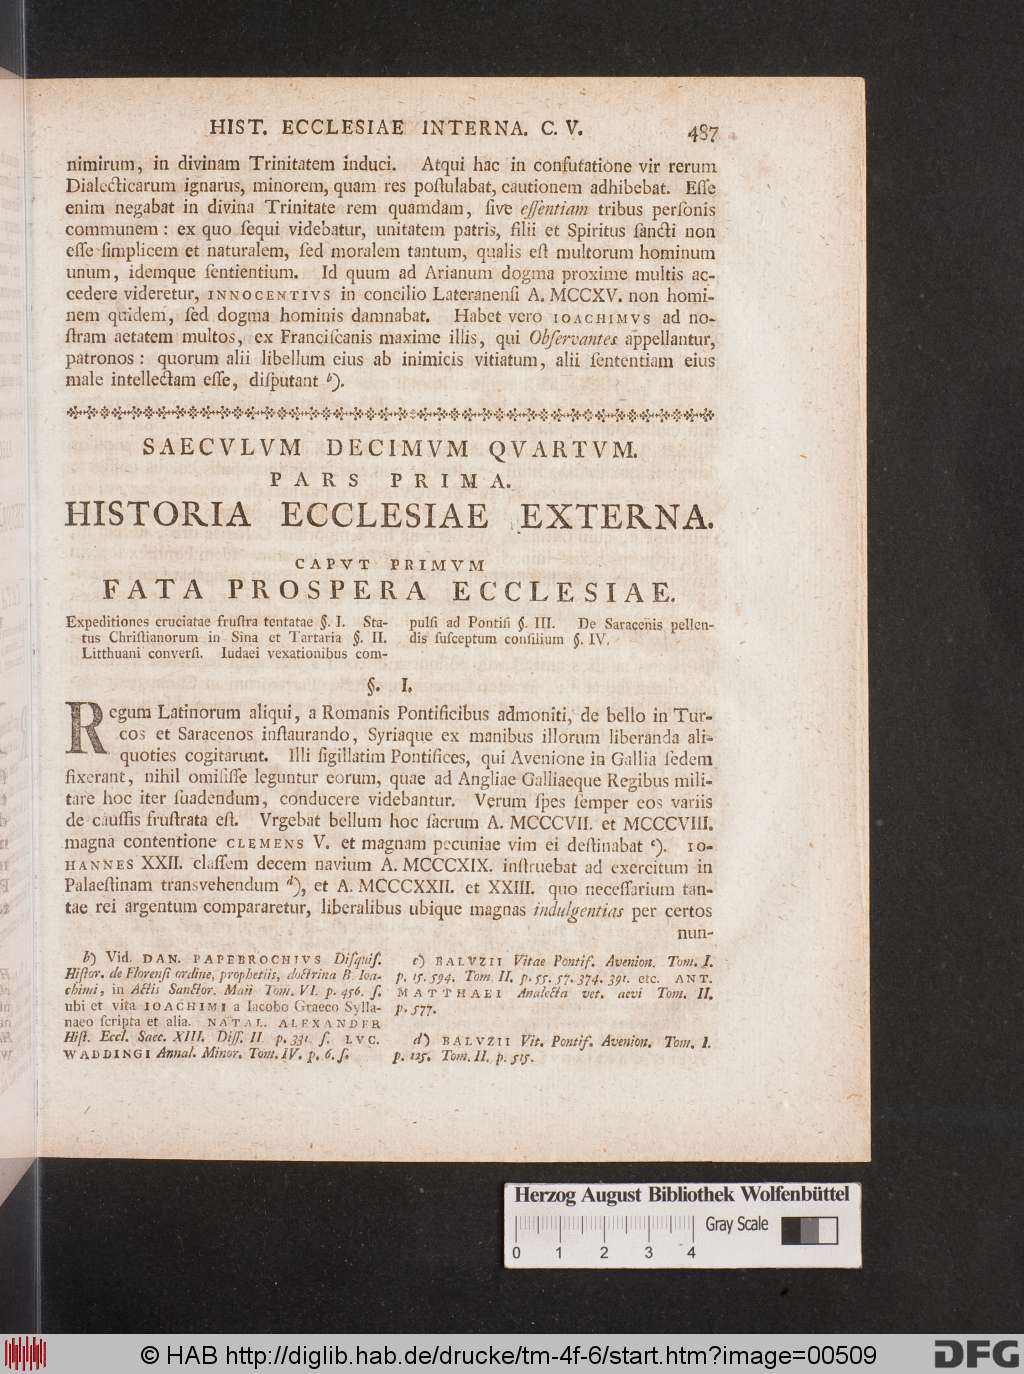 HIST. ECCLESIAE INTERNA. C. V. 487
nimirum, in divinam Trinitatem induci. Atqui hac in confutatione vir rerum
Dialecticarum ignarus, minorem, quam res poſtulabat, cautionem adhibebat. Eſſe
enim negabat in divina Trinitate rem quamdam, ſive eſſentiam tribus perſonis
communem: ex quo ſequi videbatur, unitatem patris, filii et Spiritus ſancti non
eſſe ſimplicem et naturalem, ſed moralem tantum, qualis eſt multorum hominum
unum, idemque ſentientium. Id quum ad Arianum dogma proxime multis ac-
cedere videretur, INNOCENTIVS in concilio Lateranenſi A. MCCXV. non homi-
nem quidem, ſed dogma hominis damnabat. Habet vero IOACHIMVS ad no-
ſtram aetatem multos, ex Franciſcanis maxime illis, qui Obſervantes appellantur,
patronos: quorum alii libellum eius ab inimicis vitiatum, alii ſententiam eius
male intellectam eſſe, diſputant b).
SAECVLVM DECIMVM QVARTVM.
PARS PRIMA.
HISTORIA ECCLESIAE EXTERNA.
CAPVT PRIMVM
FATA PROSPERA ECCLESIAE.
Expeditiones cruciatae fruſtra tentatae §. I. Sta-
tus Chriſtianorum in Sina et Tartaria §. II.
Litthuani converſi. Iudaei vexationibus com-
pulſi ad Pontifi §. III. De Saracenis pellen-
dis ſuſceptum conſilium §. IV.
§. I.
Regum Latinorum aliqui, a Romanis Pontificibus admoniti, de bello in Tur-
cos et Saracenos inſtaurando, Syriaque ex manibus illorum liberanda ali-
quoties cogitarunt. Illi ſigillatim Pontifices, qui Avenione in Gallia ſedem
fixerant, nihil omiſiſſe leguntur eorum, quae ad Angliae Galliaeque Regibus mili-
tare hoc iter ſuadendum, conducere videbantur. Verum ſpes ſemper eos variis
de cauſſis fruſtrata eſt. Vrgebat bellum hoc ſacrum A. MCCCVII. et MCCCVIII.
magna contentione CLEMENS V. et magnam pecuniae vim ei deſtinabat c). IO-
HANNES XXII. claſſem decem navium A. MCCCXIX. inſtruebat ad exercitum in
Palaeſtinam transvehendum d), et A. MCCCXXII. et XXIII. quo neceſſarium tan-
tae rei argentum compararetur, liberalibus ubique magnas indulgentias per certos
nun-
b) Vid. DAN. PAPEBROCHIVS Diſquiſ.
Hiſtor. de Florenſi ordine, prophetiis, doctrina B. Ioa-
chimi, in Actis Sanctor. Maii Tom. VI. p. 456. ſ.
ubi et vita IOACHIMI a Iacobo Graeco Sylla-
naeo ſcripta et alia. NATAL. ALEXANDER
Hiſt. Eccl. Saec. XIII. Diſſ. II. p. 331. ſ. LVC.
WADDINGI Annal. Minor. Tom. IV. p. 6. ſ.
c) BALVZII Vitae Pontif. Avenion. Tom. I.
p. 15. 594. Tom. II. p. 55. 57. 374. 391. etc. ANT.
MATTHAEI Analecta vet. aevi Tom. II.
p. 577.
d) BALVZII Vit. Pontif. Avenion. Tom. I.
p. 125. Tom. II. p. 515.
Herzog August Bibliothek Wolfenbüttel
Gray Scale
0 1 2 3 4
© HAB http://diglib.hab.de/drucke/tm-4f-6/start.htm?image=00509
DFG